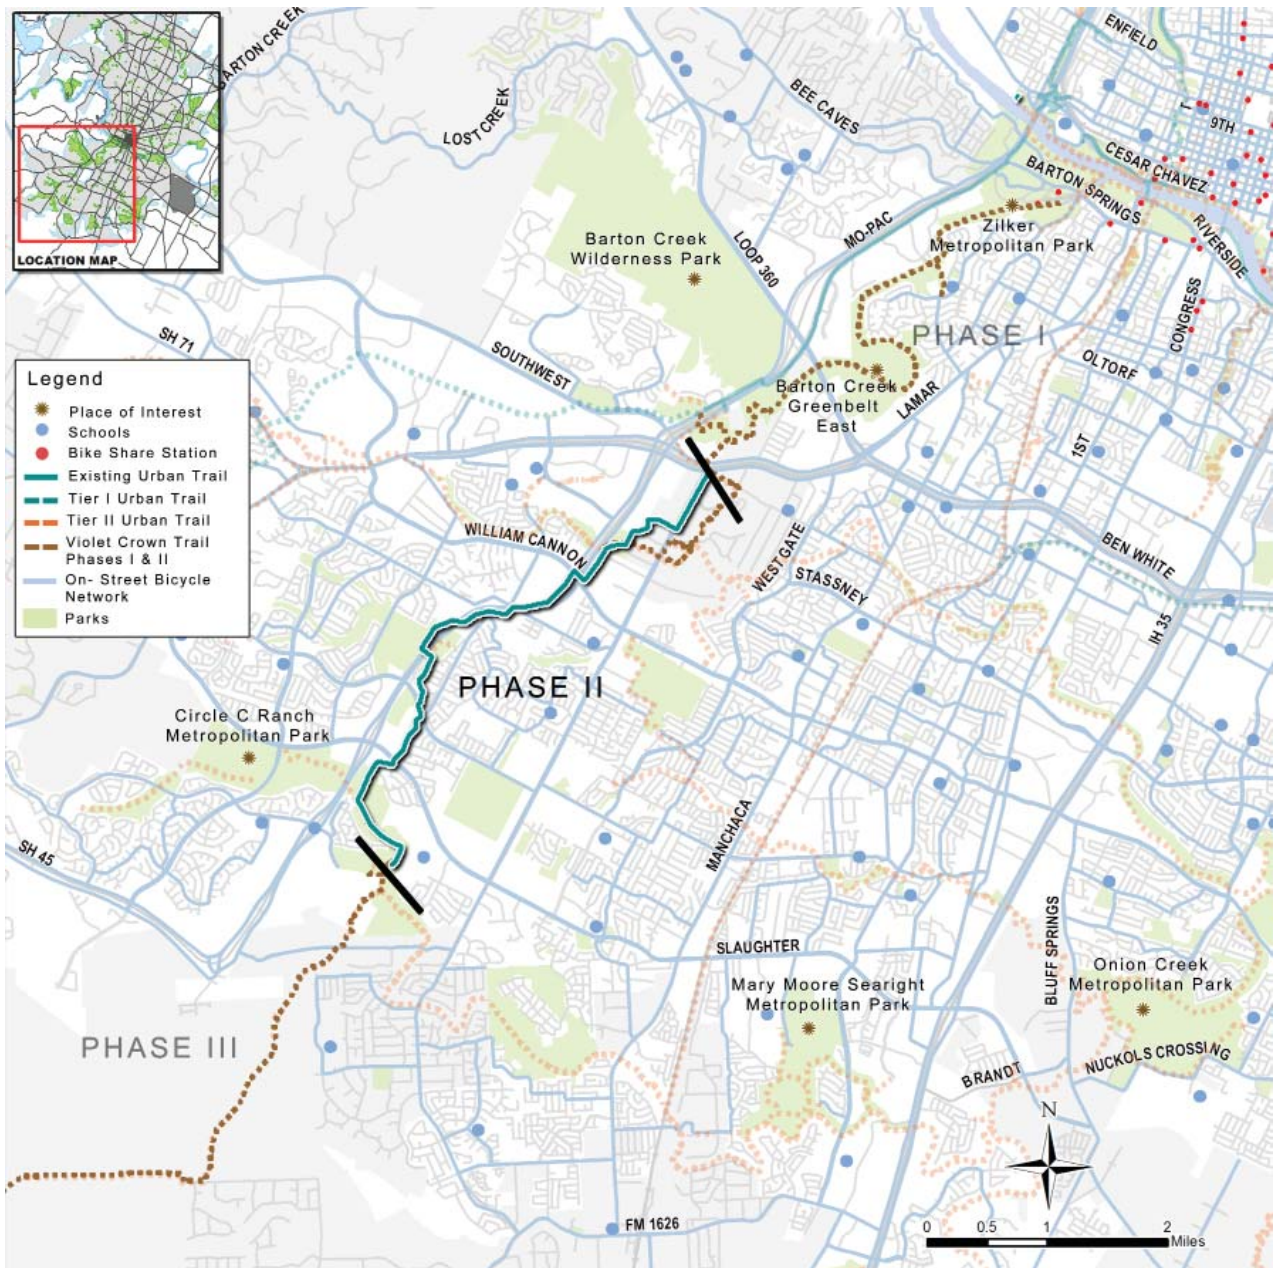 LOCATION MAP
BARTON CREEK
LOST CREEK
BEE CAVES
ENFIELD
9TH
CESAR CHAVEZ
BARTON SPRINGS
RIVERSIDE
MO-PAC
LOOP 360
Zilker
Metropolitan Park
Barton Creek
Wilderness Park
CONGRESS
SH 71
SOUTHWEST
PHASE I
OLTORF
Barton Creek
Greenbelt
East
LAMAR
1ST
Legend
Place of Interest
Schools
Bike Share Station
Existing Urban Trail
Tier I Urban Trail
Tier II Urban Trail
Violet Crown Trail
Phases I & II
On- Street Bicycle
Network
Parks
WILLIAM CANNON
WESTGATE
STASSNEY
BEN WHITE
IH 35
PHASE II
Circle C Ranch
Metropolitan Park
MANCHACA
SH 45
SLAUGHTER
BLUFF SPRINGS
Mary Moore Searight
Metropolitan Park
Onion Creek
Metropolitan Park
PHASE III
BRANDT
NUCKOLS CROSSING
N
FM 1626
0 0.5 1 2
Miles